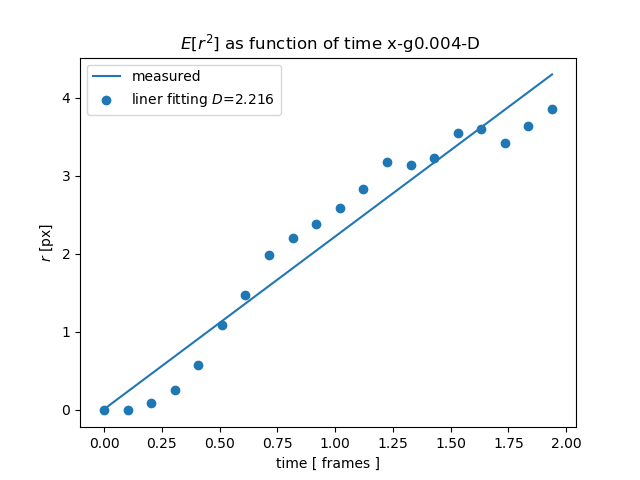 E[r²] as function of time x-g0.004-D
measured
liner fitting D=2.216
4
3
2
1
0
r [px]
0.00 0.25 0.50 0.75 1.00 1.25 1.50 1.75 2.00
time [ frames ]